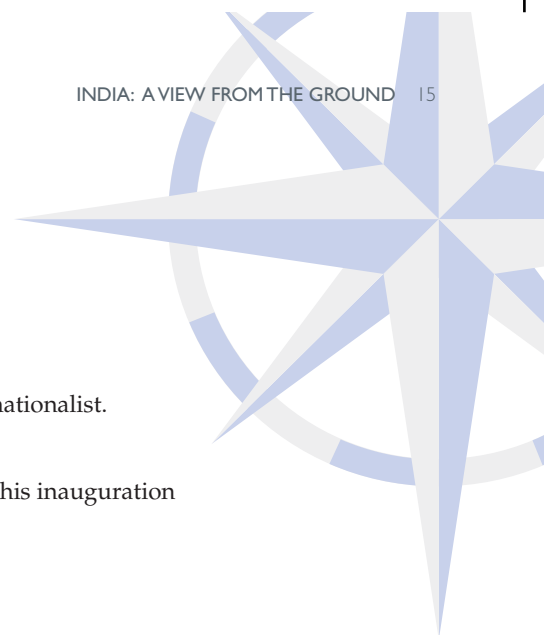 INDIA: A VIEW FROM THE GROUND 15
nationalist.
his inauguration